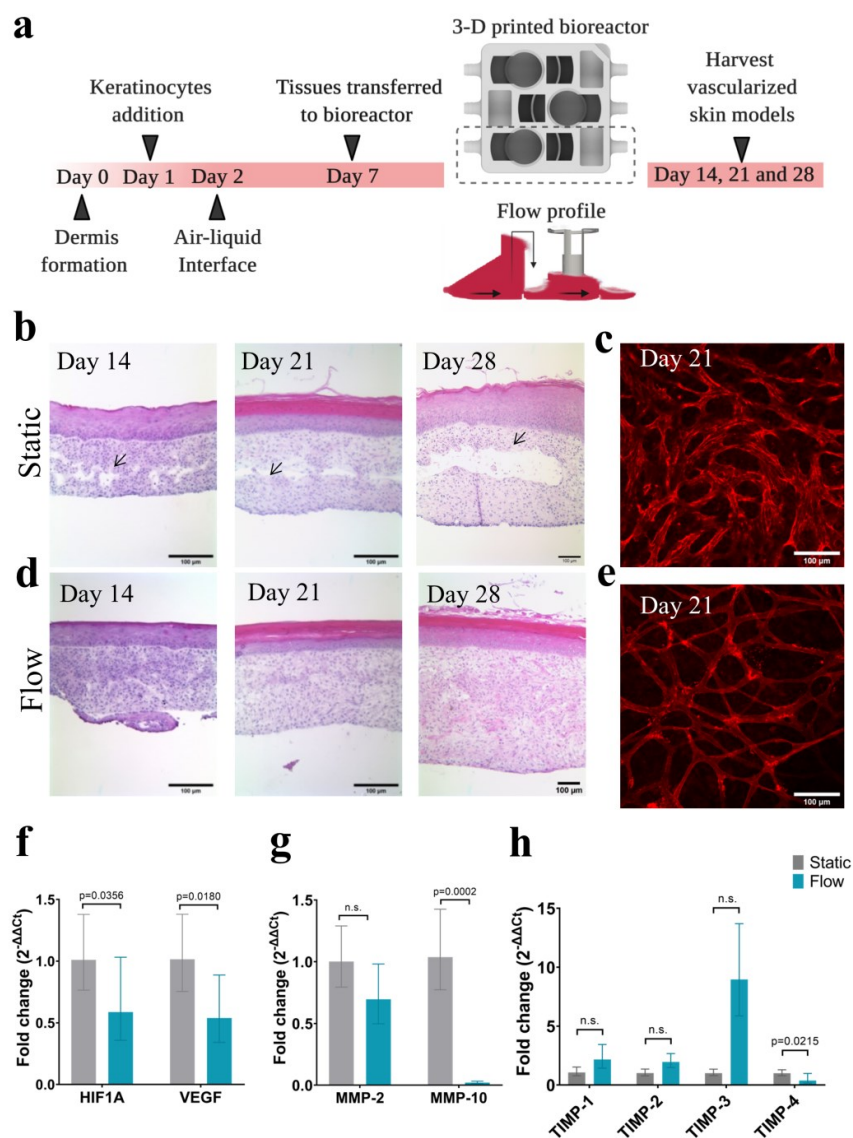 a
3-D printed bioreactor
Keratinocytes
addition
Tissues transferred
to bioreactor
Harvest
vascularized
skin models
Day 0
Day 1
Day 2
Day 7
Day 14, 21 and 28
Dermis
formation
Air-liquid
Interface
Flow profile
b
Static
Day 14
100 µm
Day 21
100 µm
Day 28
100 µm
c
Day 21
100 µm
d
Flow
Day 14
100 µm
Day 21
100 µm
Day 28
100 µm
e
Day 21
100 µm
f
Fold change (2^-ΔΔCt)
1.5
1.0
0.5
0.0
p=0.0356
p=0.0180
HIF1A
VEGF
g
Fold change (2^-ΔΔCt)
1.5
1.0
0.5
0.0
n.s.
p=0.0002
MMP-2
MMP-10
h
Static
Flow
Fold change (2^-ΔΔCt)
15
10
5
0
n.s.
n.s.
n.s.
p=0.0215
TIMP-1
TIMP-2
TIMP-3
TIMP-4